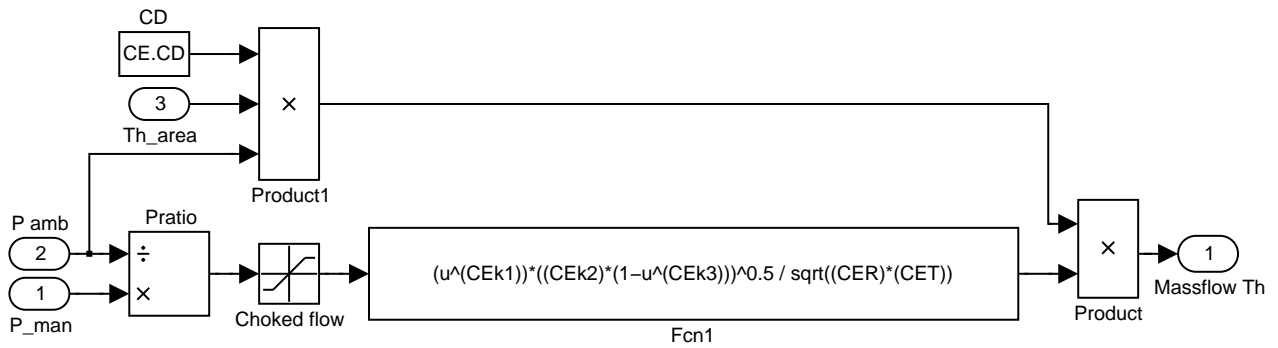 CD
CE.CD
3
Th_area
×
Product1
P amb
2
1
P_man
Pratio
÷
×
Choked flow
(u^(CEk1))*((CEk2)*(1−u^(CEk3)))^0.5 / sqrt((CER)*(CET))
Fcn1
×
Product
1
Massflow Th